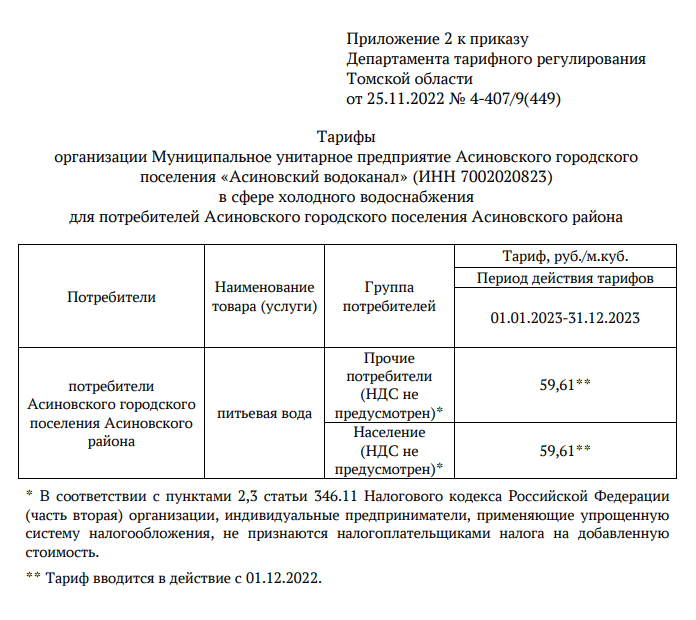 Приложение 2 к приказу
Департамента тарифного регулирования
Томской области
от 25.11.2022 № 4-407/9(449)
Тарифы
организации Муниципальное унитарное предприятие Асиновского городского
поселения «Асиновский водоканал» (ИНН 7002020823)
в сфере холодного водоснабжения
для потребителей Асиновского городского поселения Асиновского района
Потребители
Наименование
товара (услуги)
Группа
потребителей
Тариф, руб./м.куб.
Период действия тарифов
01.01.2023-31.12.2023
потребители
Асиновского городского
поселения Асиновского
района
питьевая вода
Прочие
потребители
(НДС не
предусмотрен)*
59,61**
Население
(НДС не
предусмотрен)*
59,61**
* В соответствии с пунктами 2,3 статьи 346.11 Налогового кодекса Российской Федерации
(часть вторая) организации, индивидуальные предприниматели, применяющие упрощенную
систему налогообложения, не признаются налогоплательщиками налога на добавленную
стоимость.
** Тариф вводится в действие с 01.12.2022.